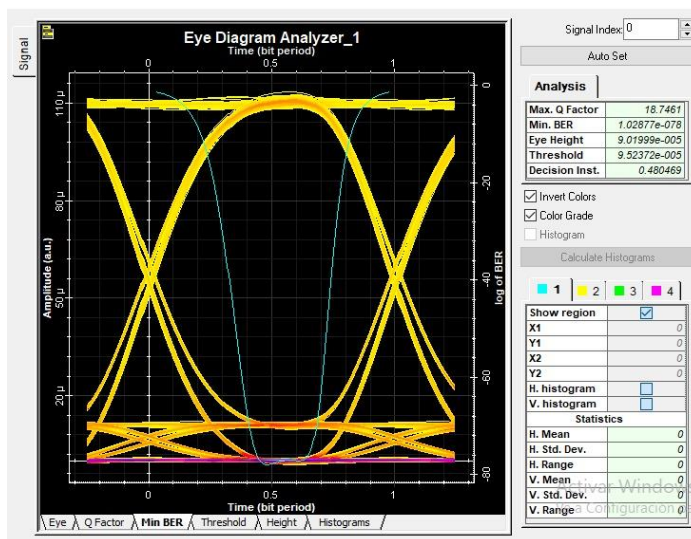 Signal
Eye Diagram Analyzer_1
Time (bit period)
0 0.5 1
Amplitude (a.u.)
110 µ
80 µ
50 µ
20 µ
0
-20
-40
-60
-80
log of BER
0 0.5 1
Time (bit period)
Eye Q Factor Min BER Threshold Height Histograms
Signal Index: 0
Auto Set
Analysis
Max. Q Factor 18.7461
Min. BER 1.02877e-078
Eye Height 9.01999e-005
Threshold 9.52372e-005
Decision Inst. 0.480469
Invert Colors
Color Grade
Histogram
Calculate Histograms
1 2 3 4
Show region
X1 0
Y1 0
X2 0
Y2 0
H. histogram
V. histogram
Statistics
H. Mean 0
H. Std. Dev. 0
H. Range 0
V. Mean 0
V. Std. Dev. 0
V. Range 0
Activar Windows
Configuración